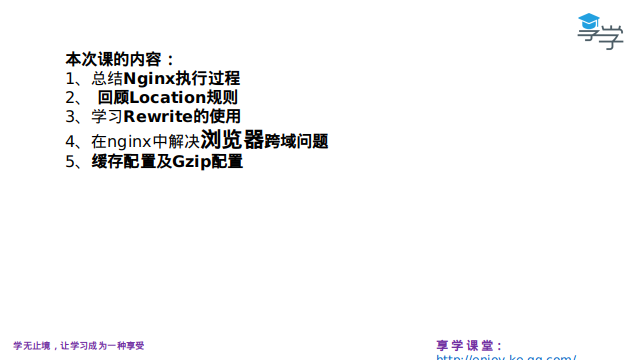 享学
本次课的内容：
1、总结Nginx执行过程
2、 回顾Location规则
3、学习Rewrite的使用
4、在nginx中解决浏览器跨域问题
5、缓存配置及Gzip配置
学无止境，让学习成为一种享受
享学课堂：
http://enjoy.ke.qq.com/